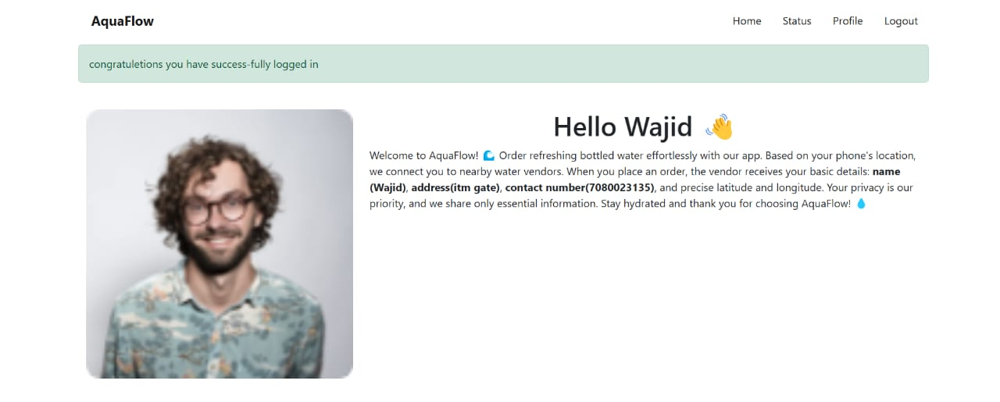 AquaFlow Home Status Profile Logout
congratuletions you have success-fully logged in
Hello Wajid 👋
Welcome to AquaFlow! 🌊 Order refreshing bottled water effortlessly with our app. Based on your phone's location,
we connect you to nearby water vendors. When you place an order, the vendor receives your basic details: name
(Wajid), address(itm gate), contact number(7080023135), and precise latitude and longitude. Your privacy is our
priority, and we share only essential information. Stay hydrated and thank you for choosing AquaFlow! 💧